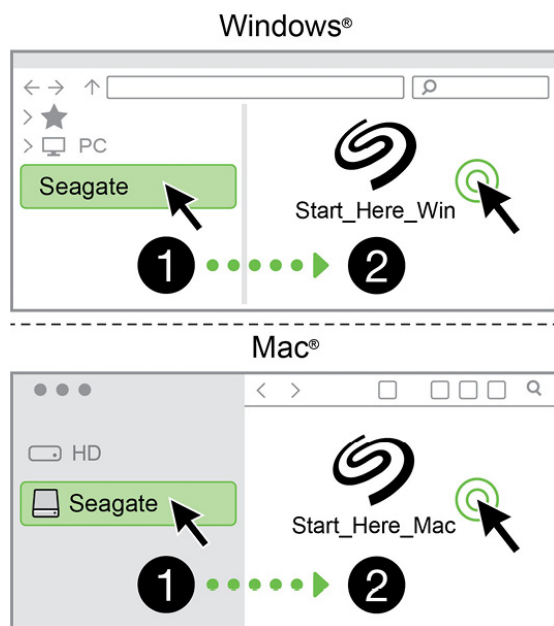 Windows®
PC
Seagate
Start_Here_Win
1 2
Mac®
HD
Seagate
Start_Here_Mac
1 2